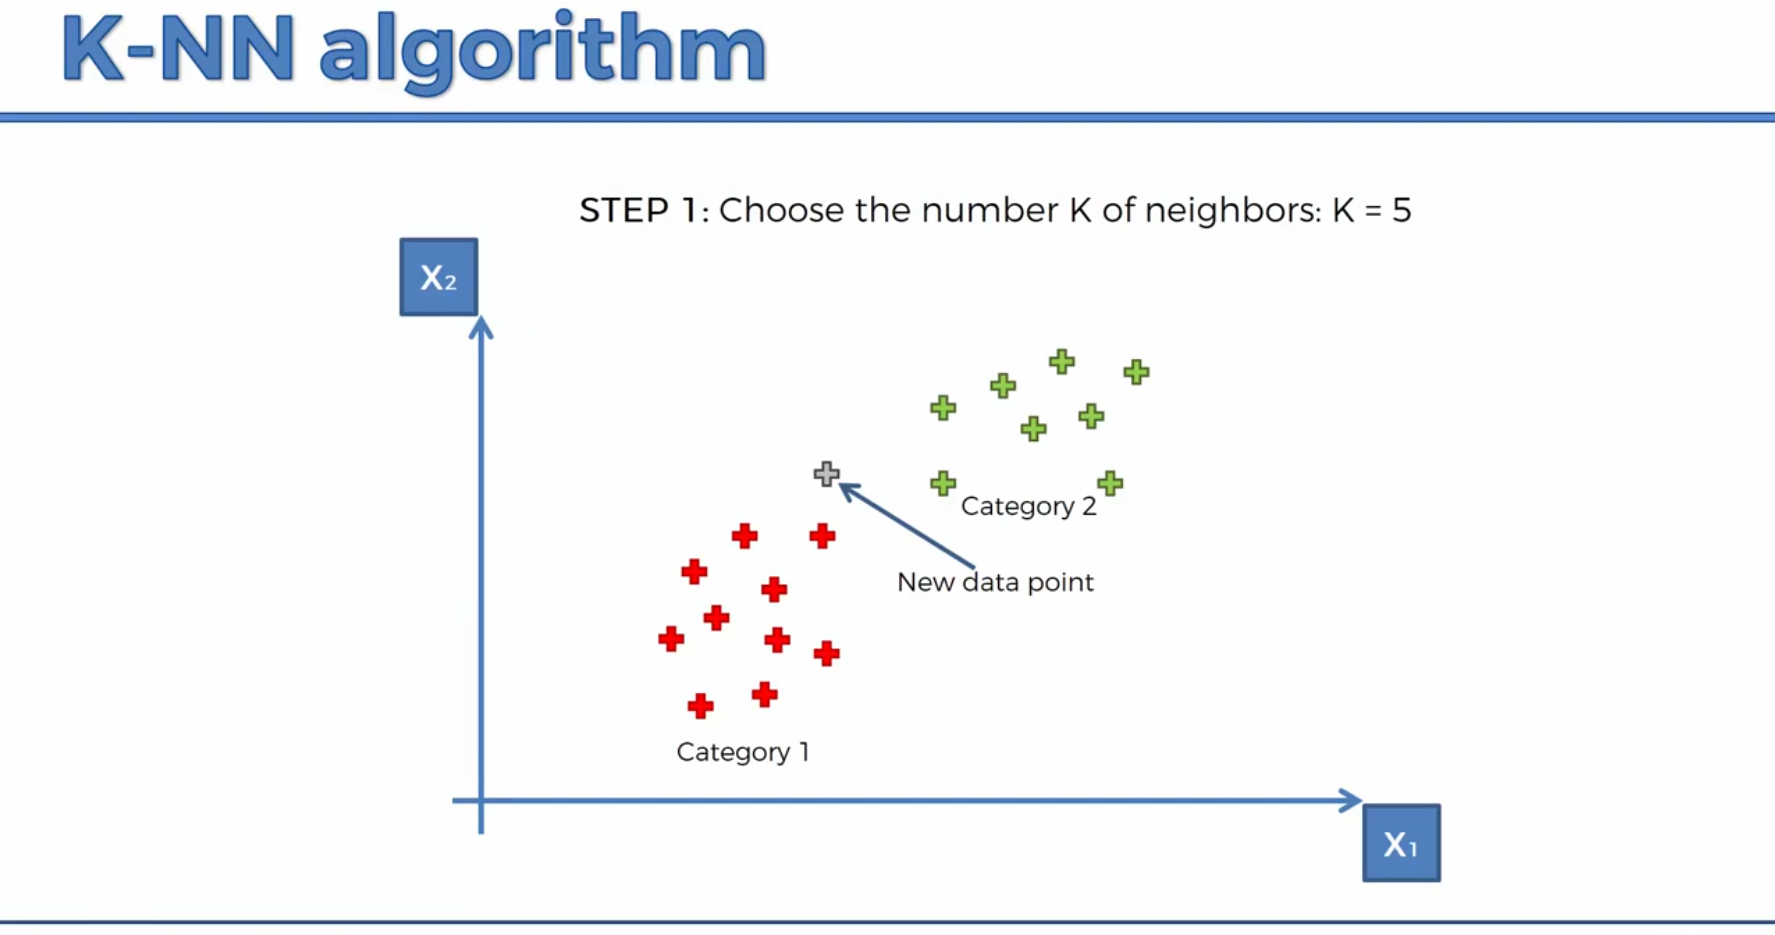 K-NN algorithm
STEP 1: Choose the number K of neighbors: K = 5
X₂
Category 2
New data point
Category 1
X₁